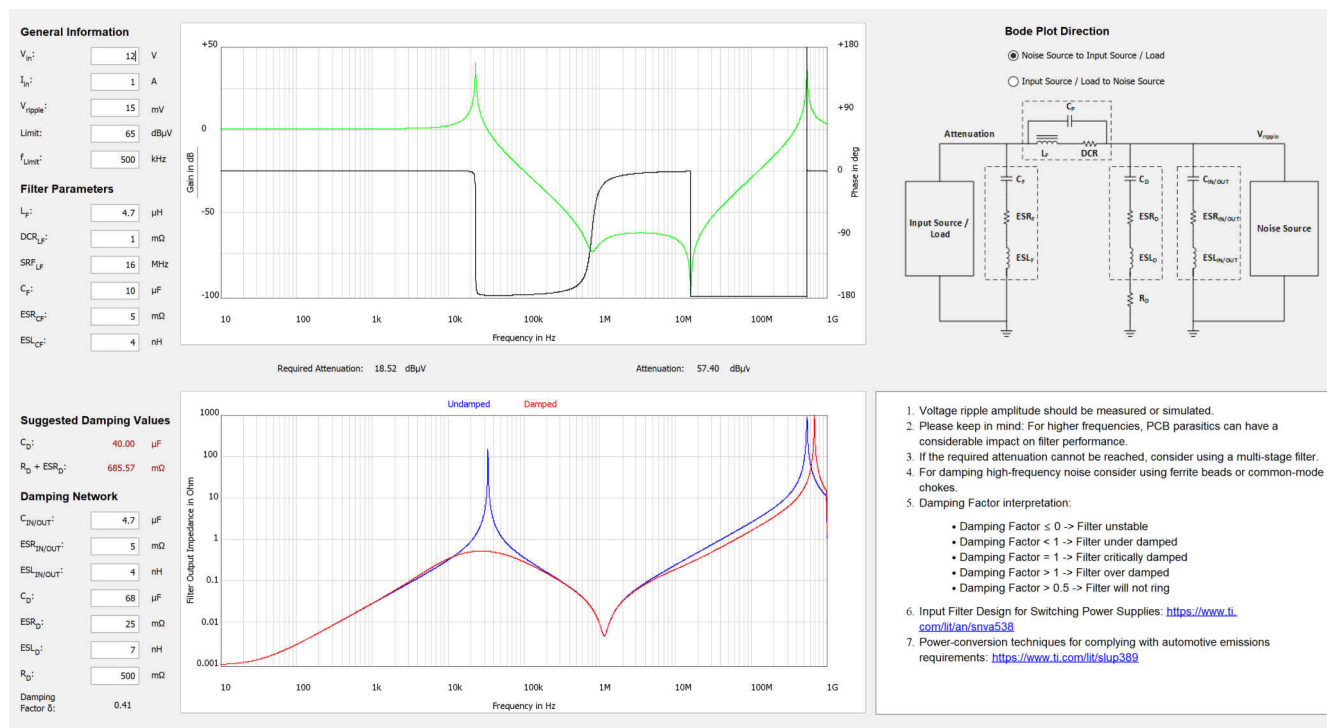 General Information
Vin: 12 V
Iin: 1 A
Vripple: 15 mV
Limit: 65 dBµV
fLimit: 500 kHz
Filter Parameters
LF: 4.7 µH
DCRLF: 1 mΩ
SRFLF: 16 MHz
CF: 10 µF
ESRCF: 5 mΩ
ESLCF: 4 nH
+50
0
-50
-100
Gain in dB
+180
+90
0
-90
-180
Phase in deg
10 100 1k 10k 100k 1M 10M 100M 1G
Frequency in Hz
Bode Plot Direction
Noise Source to Input Source / Load
Input Source / Load to Noise Source
CP
Attenuation
Vripple
LF DCR
CF
CD
CIN/OUT
Input Source /
Load
ESRF
ESRD
ESRIN/OUT
Noise Source
ESLF
ESLD
ESLIN/OUT
RD
Required Attenuation: 18.52 dBµV
Attenuation: 57.40 dBµV
Suggested Damping Values
CD: 40.00 µF
RD + ESRD: 685.57 mΩ
Damping Network
CIN/OUT: 4.7 µF
ESRIN/OUT: 5 mΩ
ESLIN/OUT: 4 nH
CD: 68 µF
ESRD: 25 mΩ
ESLD: 7 nH
RD: 500 mΩ
Damping
Factor δ: 0.41
Undamped Damped
1000
100
10
1
0.1
0.01
0.001
Filter Output Impedance in Ohm
10 100 1k 10k 100k 1M 10M 100M 1G
Frequency in Hz
1. Voltage ripple amplitude should be measured or simulated.
2. Please keep in mind: For higher frequencies, PCB parasitics can have a
considerable impact on filter performance.
3. If the required attenuation cannot be reached, consider using a multi-stage filter.
4. For damping high-frequency noise consider using ferrite beads or common-mode
chokes.
5. Damping Factor interpretation:
• Damping Factor ≤ 0 -> Filter unstable
• Damping Factor < 1 -> Filter under damped
• Damping Factor = 1 -> Filter critically damped
• Damping Factor > 1 -> Filter over damped
• Damping Factor > 0.5 -> Filter will not ring
6. Input Filter Design for Switching Power Supplies: https://www.ti.
com/lit/an/snva538
7. Power-conversion techniques for complying with automotive emissions
requirements: https://www.ti.com/lit/slup389